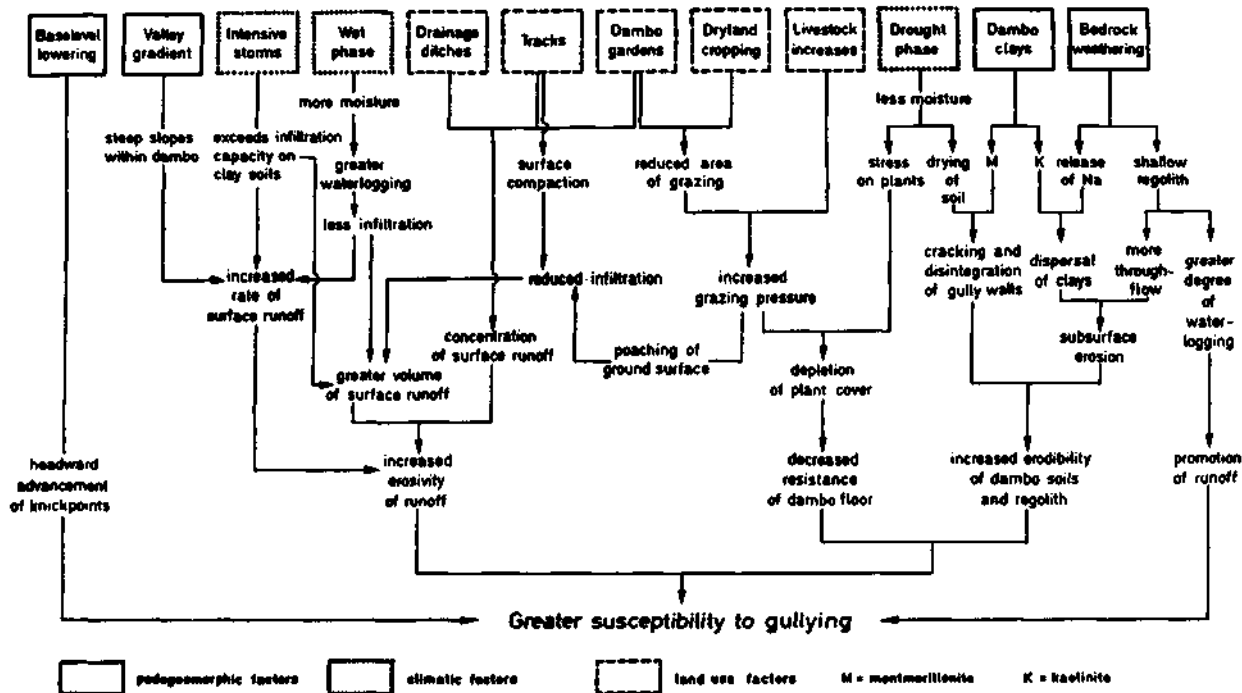 Baselevel
lowering
Valley
gradient
Intensive
storms
Wet
phase
Drainage
ditches
Tracks
Dambo
gardens
Dryland
cropping
Livestock
increases
Drought
phase
Dambo
clays
Bedrock
weathering
more moisture
less moisture
steep slopes
within dambo
exceeds infiltration
capacity on
clay soils
greater
waterlogging
less infiltration
surface
compaction
reduced area
of grazing
stress
on plants
drying
of
soil
M
K
release
of Na
shallow
regolith
increased
rate of
surface runoff
reduced infiltration
increased
grazing pressure
cracking and
disintegration
of gully walls
dispersal
of clays
more
through-
flow
greater
degree
of
water-
logging
concentration
of surface runoff
poaching of
ground surface
subsurface
erosion
greater volume
of surface runoff
depletion
of plant cover
headward
advancement
of knickpoints
increased
erosivity
of runoff
decreased
resistance
of dambo floor
increased erodibility
of dambo soils
and regolith
promotion
of runoff
Greater susceptibility to gullying
pedogeomorphic factors
climatic factors
land use factors
M = montmorillonite
K = kaolinite